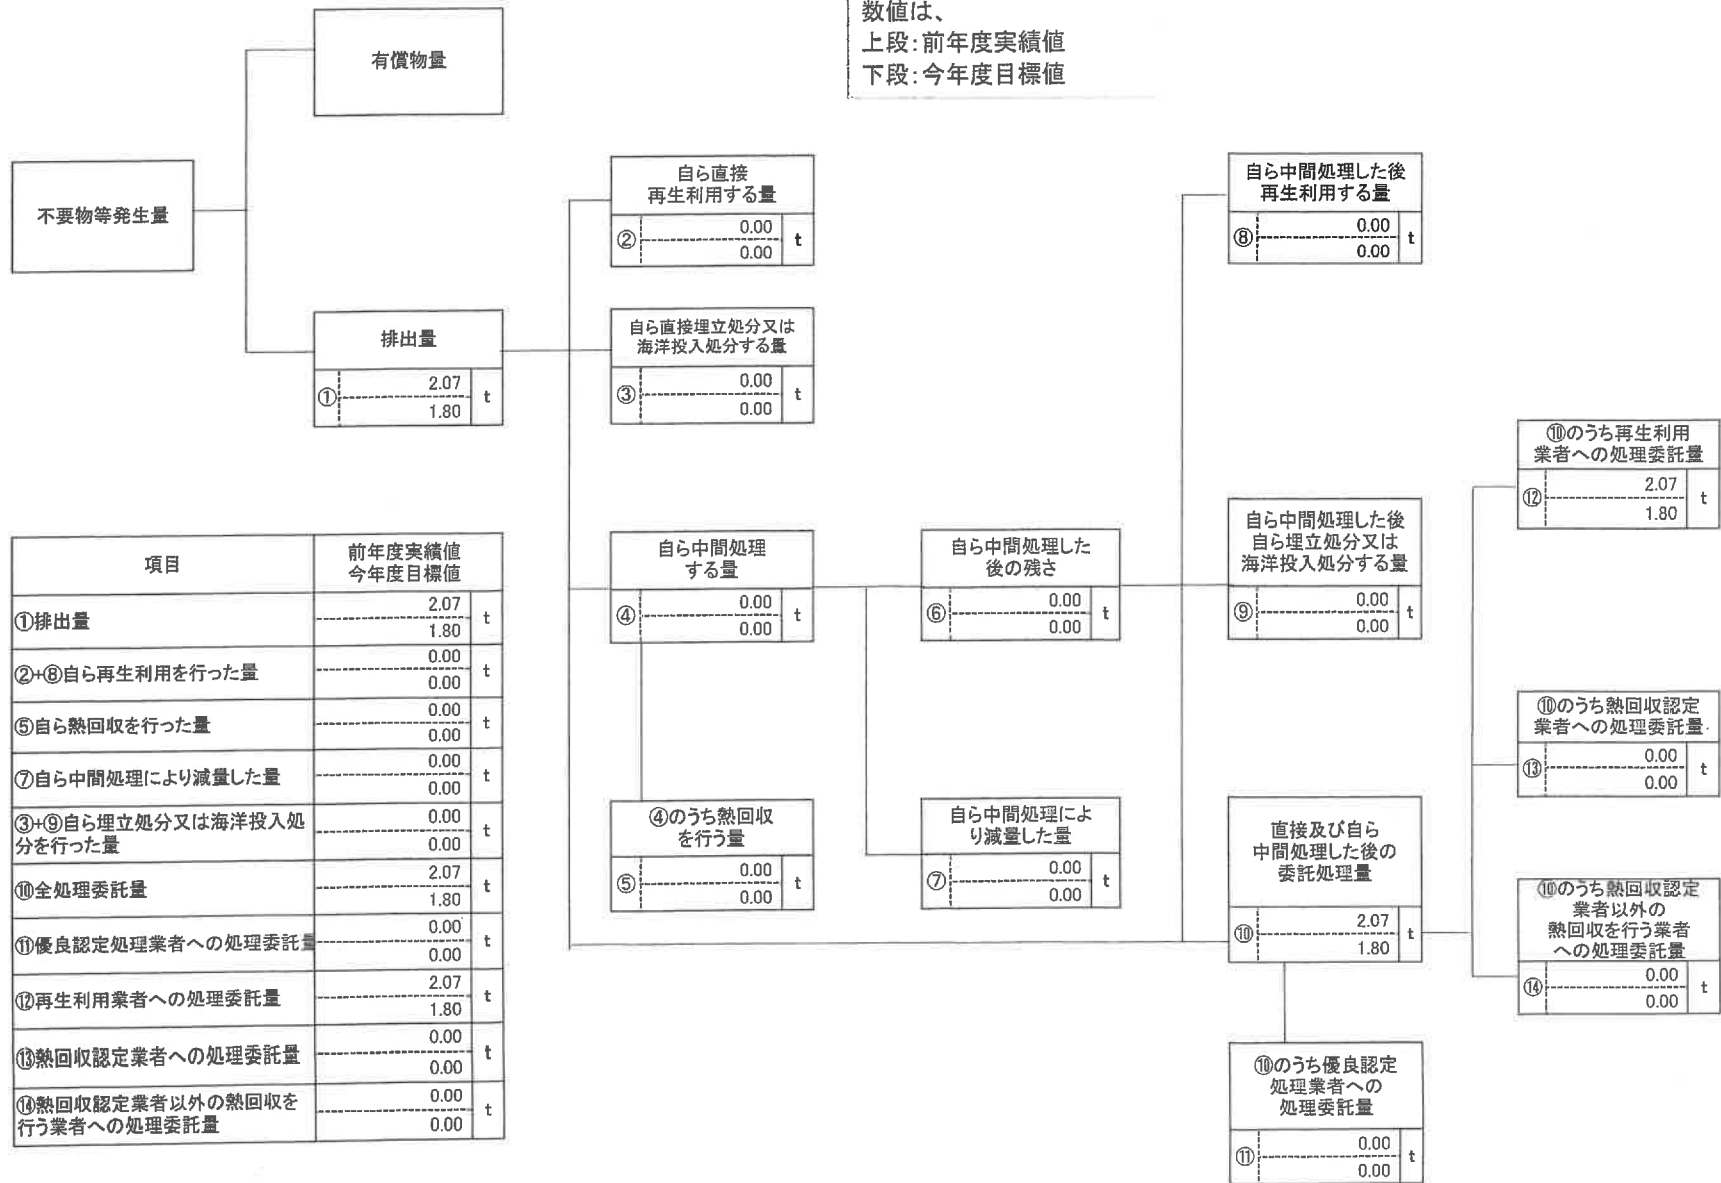 数値は、
上段:前年度実績値
下段:今年度目標値
有償物量
不要物等発生量
排出量
①
2.07
1.80
t
自ら直接
再生利用する量
②
0.00
0.00
t
自ら直接埋立処分又は
海洋投入処分する量
③
0.00
0.00
t
自ら中間処理
する量
④
0.00
0.00
t
④のうち熱回収
を行う量
⑤
0.00
0.00
t
自ら中間処理した
後の残さ
⑥
0.00
0.00
t
自ら中間処理によ
り減量した量
⑦
0.00
0.00
t
自ら中間処理した後
再生利用する量
⑧
0.00
0.00
t
自ら中間処理した後
自ら埋立処分又は
海洋投入処分する量
⑨
0.00
0.00
t
直接及び自ら
中間処理した後の
委託処理量
⑩
2.07
1.80
t
⑩のうち優良認定
処理業者への
処理委託量
⑪
0.00
0.00
t
⑩のうち再生利用
業者への処理委託量
⑫
2.07
1.80
t
⑩のうち熱回収認定
業者への処理委託量
⑬
0.00
0.00
t
⑩のうち熱回収認定
業者以外の
熱回収を行う業者
への処理委託量
⑭
0.00
0.00
t
項目
前年度実績値
今年度目標値
①排出量
2.07
1.80
t
②+⑧自ら再生利用を行った量
0.00
0.00
t
⑤自ら熱回収を行った量
0.00
0.00
t
⑦自ら中間処理により減量した量
0.00
0.00
t
③+⑨自ら埋立処分又は海洋投入処
分を行った量
0.00
0.00
t
⑩全処理委託量
2.07
1.80
t
⑪優良認定処理業者への処理委託量
0.00
0.00
t
⑫再生利用業者への処理委託量
2.07
1.80
t
⑬熱回収認定業者への処理委託量
0.00
0.00
t
⑭熱回収認定業者以外の熱回収を
行う業者への処理委託量
0.00
0.00
t